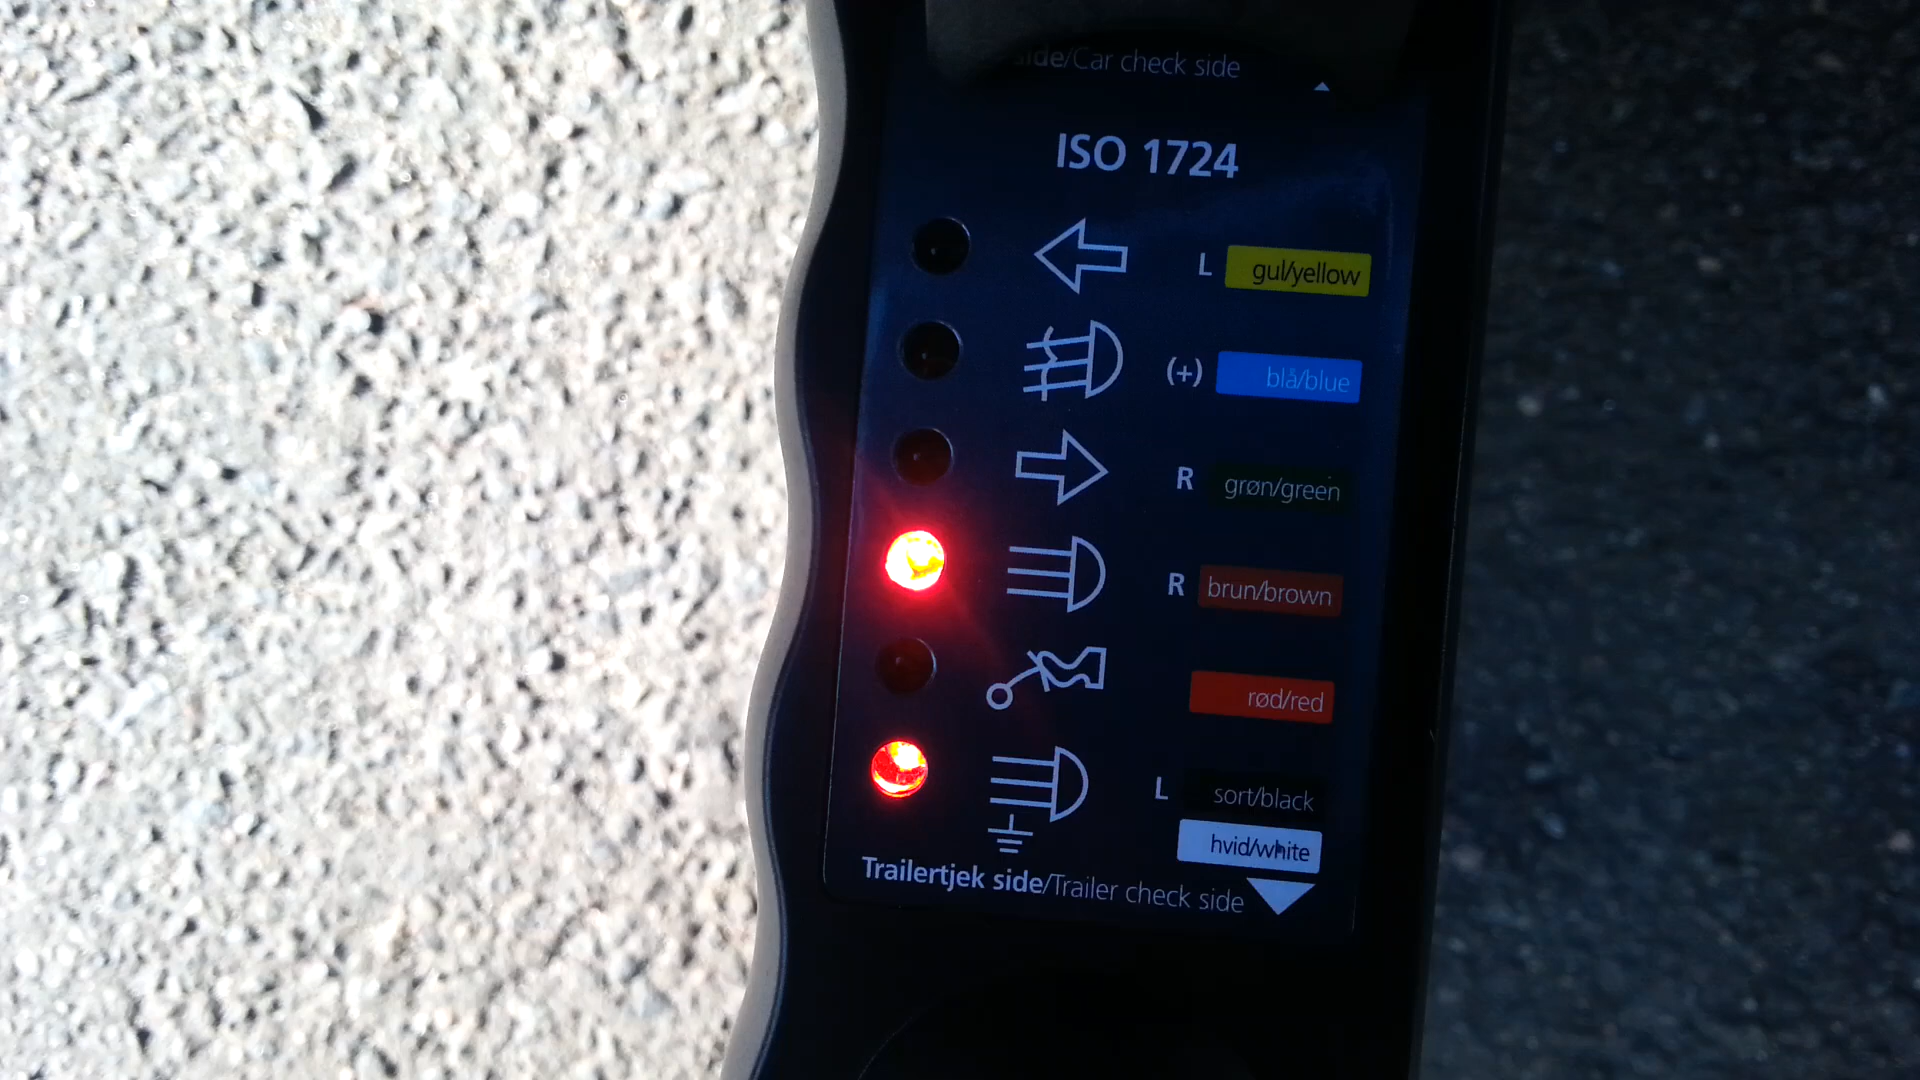 side/Car check side
ISO 1724
L gul/yellow
(+) blå/blue
R grøn/green
R brun/brown
rød/red
L sort/black
hvid/white
Trailertjek side/Trailer check side